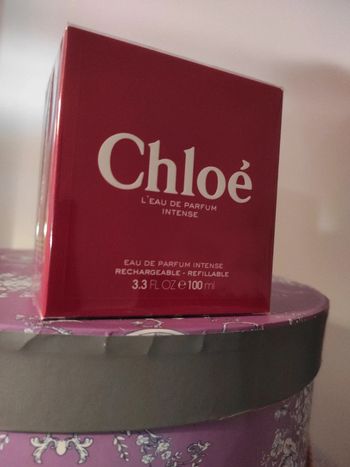 Chloé
L'EAU DE PARFUM
INTENSE
EAU DE PARFUM INTENSE
RECHARGEABLE - REFILLABLE
3.3 FL OZ ℮ 100 ml